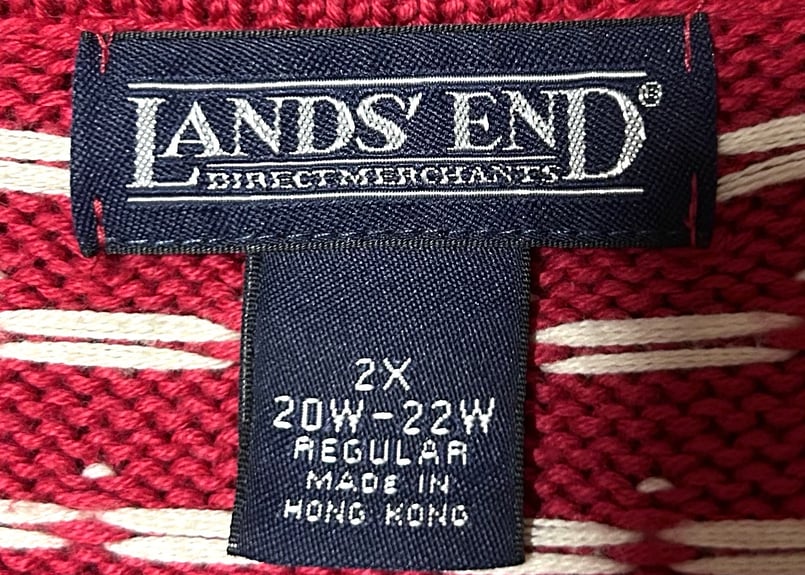 LANDS' END®
DIRECT MERCHANTS
2X
20W-22W
REGULAR
MADE IN
HONG KONG